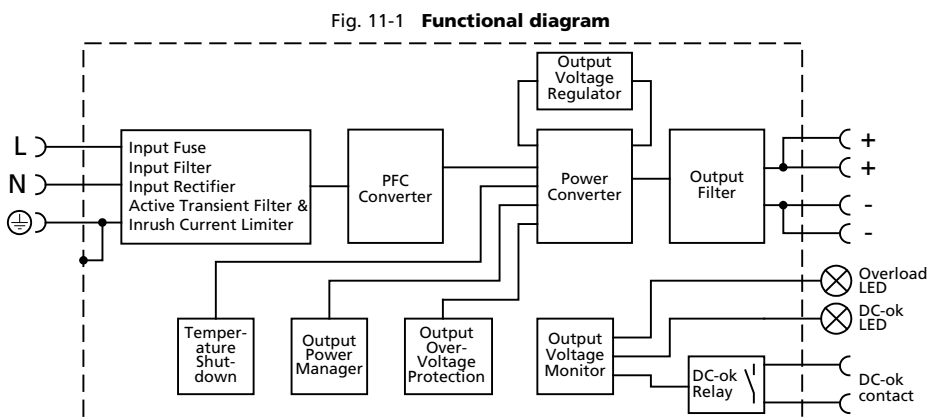 Fig. 11-1 Functional diagram
Output
Voltage
Regulator
L
N
Input Fuse
Input Filter
Input Rectifier
Active Transient Filter &
Inrush Current Limiter
PFC
Converter
Power
Converter
Output
Filter
+
+
-
-
Overload
LED
DC-ok
LED
Temper-
ature
Shut-
down
Output
Power
Manager
Output
Over-
Voltage
Protection
Output
Voltage
Monitor
DC-ok
Relay
DC-ok
contact